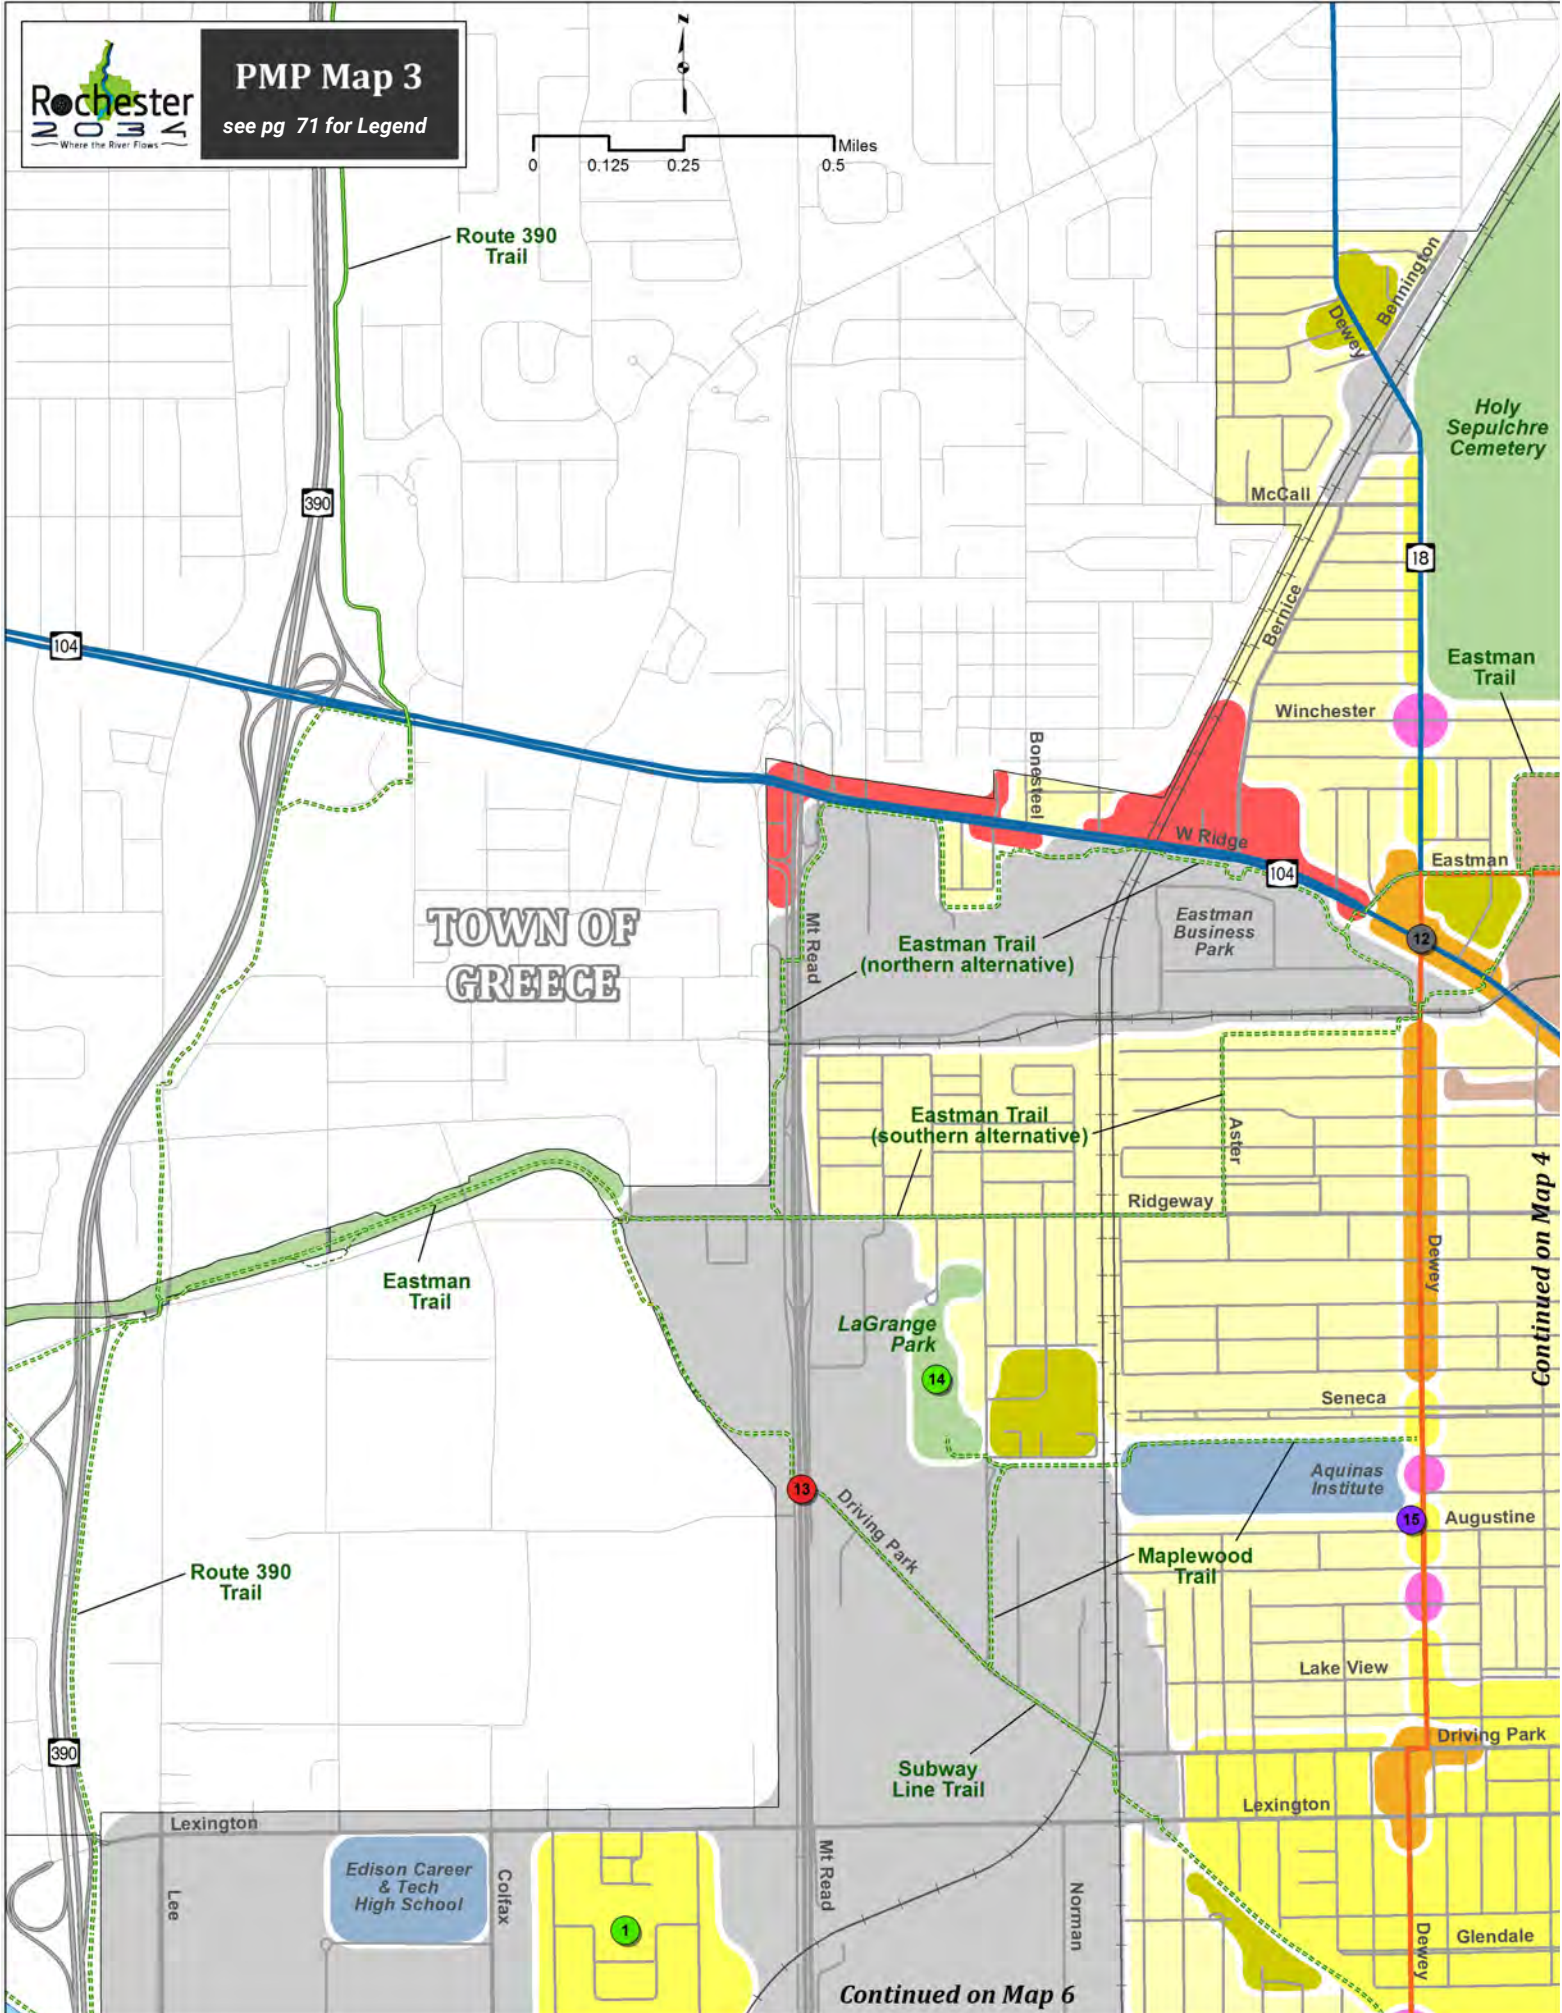 Rochester
2034
Where the River Flows
PMP Map 3
see pg 71 for Legend
z
Miles
0
0.125
0.25
0.5
Route 390
Trail
Bennington
Dewey
Holy
Sepulchre
Cemetery
390
McCall
18
Bernice
104
Eastman
Trail
Winchester
Bonesteel
W Ridge
104
Eastman
TOWN OF
GREECE
Mt Read
Eastman Trail
(northern alternative)
Eastman
Business
Park
12
Eastman Trail
(southern alternative)
Aster
Ridgeway
Continued on Map 4
Dewey
Eastman
Trail
LaGrange
Park
14
Seneca
Aquinas
Institute
13
15
Augustine
Driving Park
Maplewood
Trail
Route 390
Trail
Lake View
390
Driving Park
Subway
Line Trail
Lexington
Lexington
Edison Career
& Tech
High School
Lee
Colfax
Mt Read
Norman
1
Dewey
Glendale
Continued on Map 6